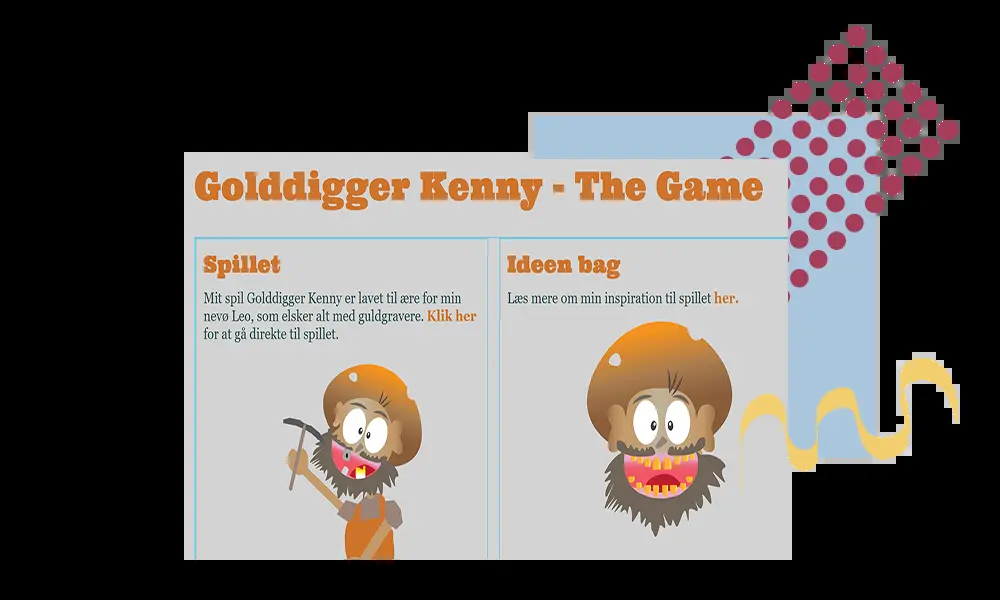 Golddigger Kenny - The Game
Spillet
Mit spil Golddigger Kenny er lavet til ære for min
nevø Leo, som elsker alt med guldgravere. Klik her
for at gå direkte til spillet.
Ideen bag
Læs mere om min inspiration til spillet her.